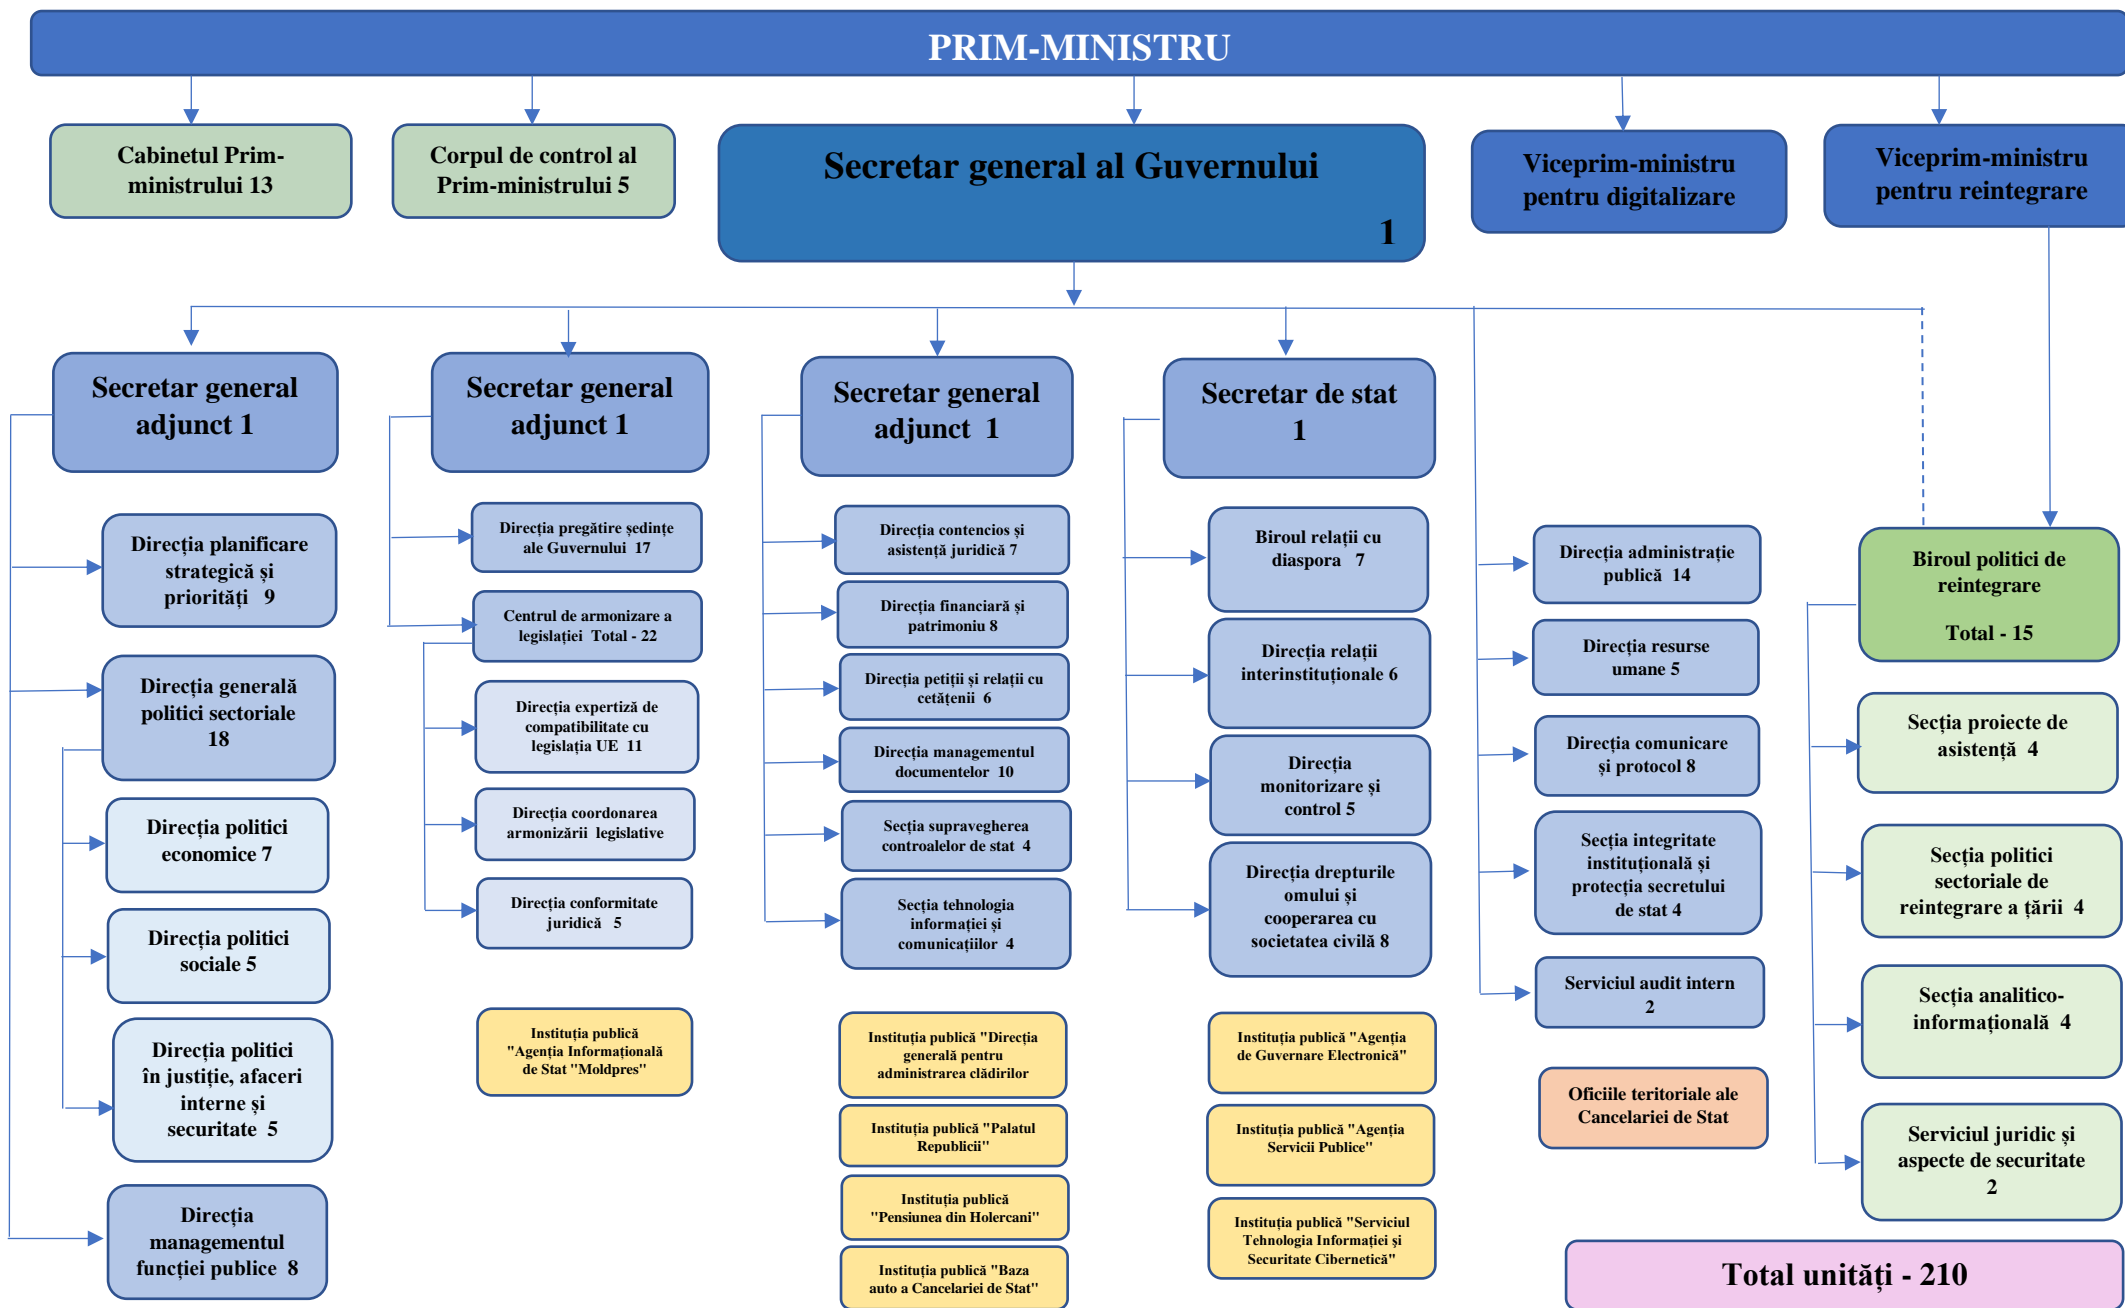 PRIM-MINISTRU
Cabinetul Prim-
ministrului 13
Corpul de control al
Prim-ministrului 5
Secretar general al Guvernului
1
Viceprim-ministru
pentru digitalizare
Viceprim-ministru
pentru reintegrare
Secretar general
adjunct 1
Direcția planificare
strategică și
priorități 9
Direcția generală
politici sectoriale
18
Direcția politici
economice 7
Direcția politici
sociale 5
Direcția politici
în justiție, afaceri
interne și
securitate 5
Direcția
managementul
funcției publice 8
Secretar general
adjunct 1
Direcția pregătire ședințe
ale Guvernului 17
Centrul de armonizare a
legislației Total - 22
Direcția expertiză de
compatibilitate cu
legislația UE 11
Direcția coordonarea
armonizării legislative
Direcția conformitate
juridică 5
Instituția publică
"Agenția Informațională
de Stat "Moldpres"
Secretar general
adjunct 1
Direcția contencios și
asistență juridică 7
Direcția financiară și
patrimoniu 8
Direcția petiții și relații cu
cetățenii 6
Direcția managementul
documentelor 10
Secția supravegherea
controalelor de stat 4
Secția tehnologia
informației și
comunicațiilor 4
Instituția publică "Direcția
generală pentru
administrarea clădirilor
Instituția publică "Palatul
Republicii"
Instituția publică
"Pensiunea din Holercani"
Instituția publică "Baza
auto a Cancelariei de Stat"
Secretar de stat
1
Biroul relații cu
diaspora 7
Direcția relații
interinstituționale 6
Direcția
monitorizare și
control 5
Direcția drepturile
omului și
cooperarea cu
societatea civilă 8
Instituția publică "Agenția
de Guvernare Electronică"
Instituția publică "Agenția
Servicii Publice"
Instituția publică "Serviciul
Tehnologia Informației și
Securitate Cibernetică"
Direcția administrație
publică 14
Direcția resurse
umane 5
Direcția comunicare
și protocol 8
Secția integritate
instituțională și
protecția secretului
de stat 4
Serviciul audit intern
2
Oficiile teritoriale ale
Cancelariei de Stat
Biroul politici de
reintegrare
Total - 15
Secția proiecte de
asistență 4
Secția politici
sectoriale de
reintegrare a țării 4
Secția analitico-
informațională 4
Serviciul juridic și
aspecte de securitate
2
Total unități - 210